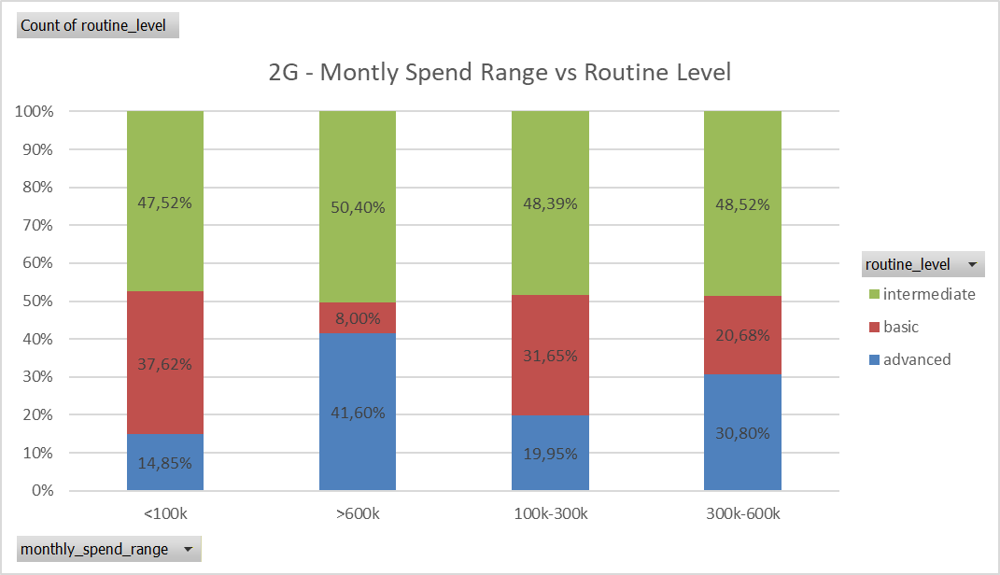 Count of routine_level
2G - Montly Spend Range vs Routine Level
100%
90%
80%
70%
60%
50%
40%
30%
20%
10%
0%
47,52%
50,40%
48,39%
48,52%
37,62%
8,00%
31,65%
20,68%
14,85%
41,60%
19,95%
30,80%
<100k
>600k
100k-300k
300k-600k
routine_level
intermediate
basic
advanced
monthly_spend_range